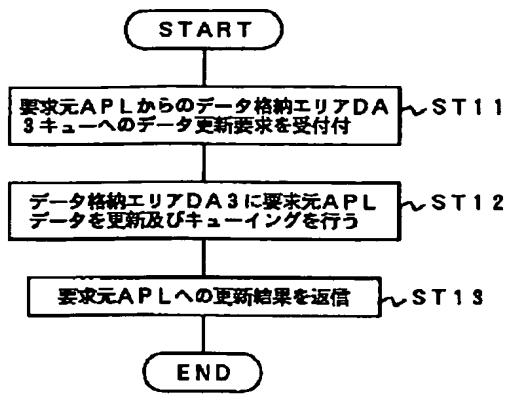 START
要求元APLからのデータ格納エリアDA
3キューへのデータ更新要求を受付付
ST11
データ格納エリアDA3に要求元APL
データを更新及びキューイングを行う
ST12
要求元APLへの更新結果を返信
ST13
END